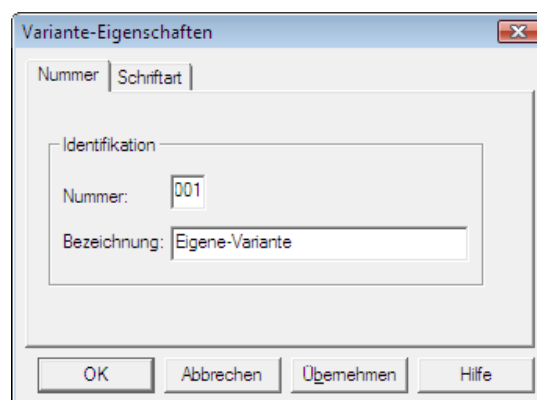 Variante-Eigenschaften
Nummer Schriftart
Identifikation
Nummer: 001
Bezeichnung: Eigene-Variante
OK Abbrechen Übernehmen Hilfe